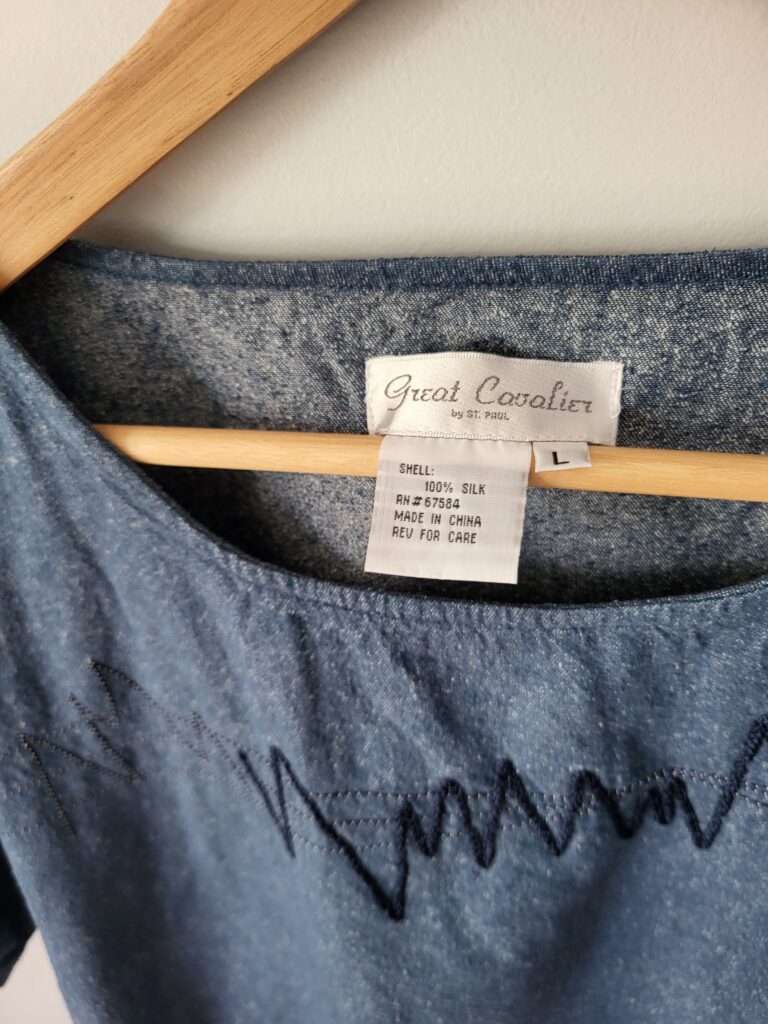 Great Cavalier
by ST. PAUL
L
SHELL:
100% SILK
RN#67584
MADE IN CHINA
REV FOR CARE